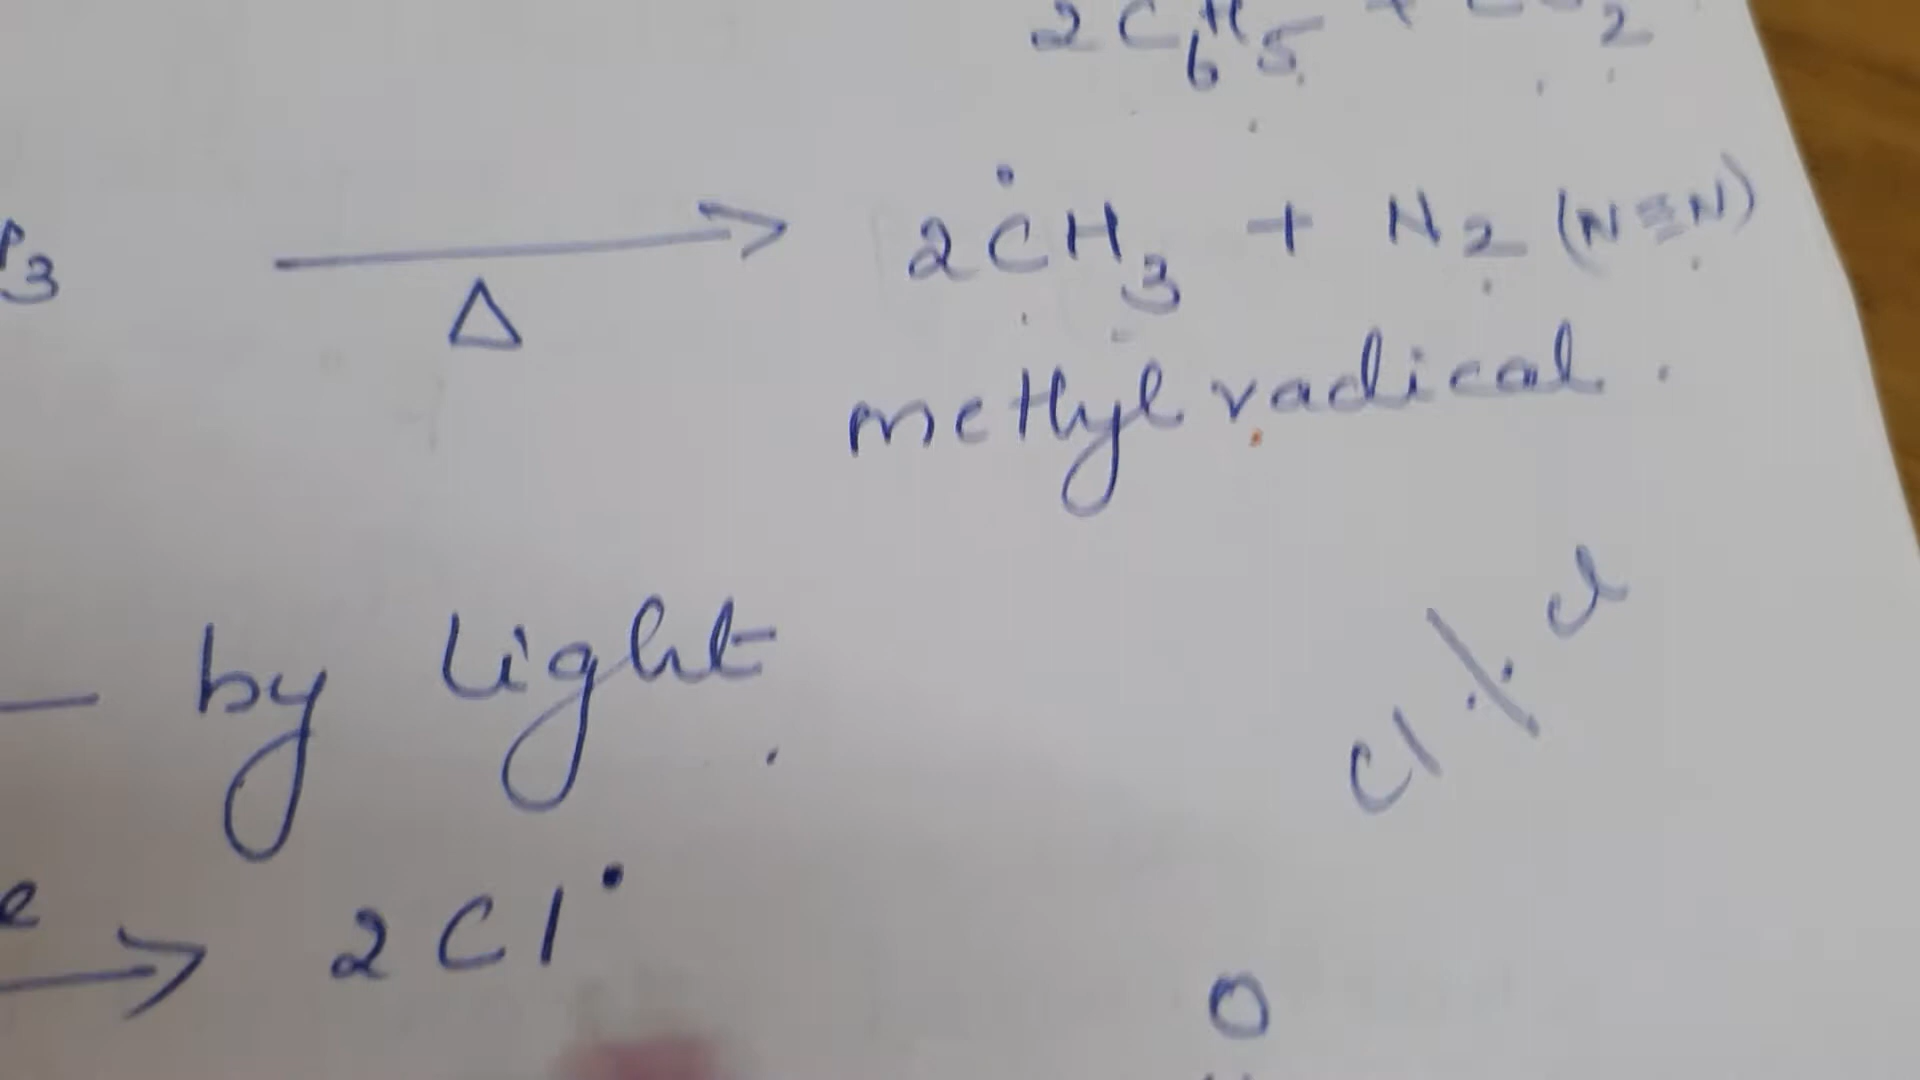 2C6H5 +
3 → 2ĊH3 + N2 (N≡N)
Δ
methyl radical.
— by light
Cl Cl
e
→ 2Cl•
O